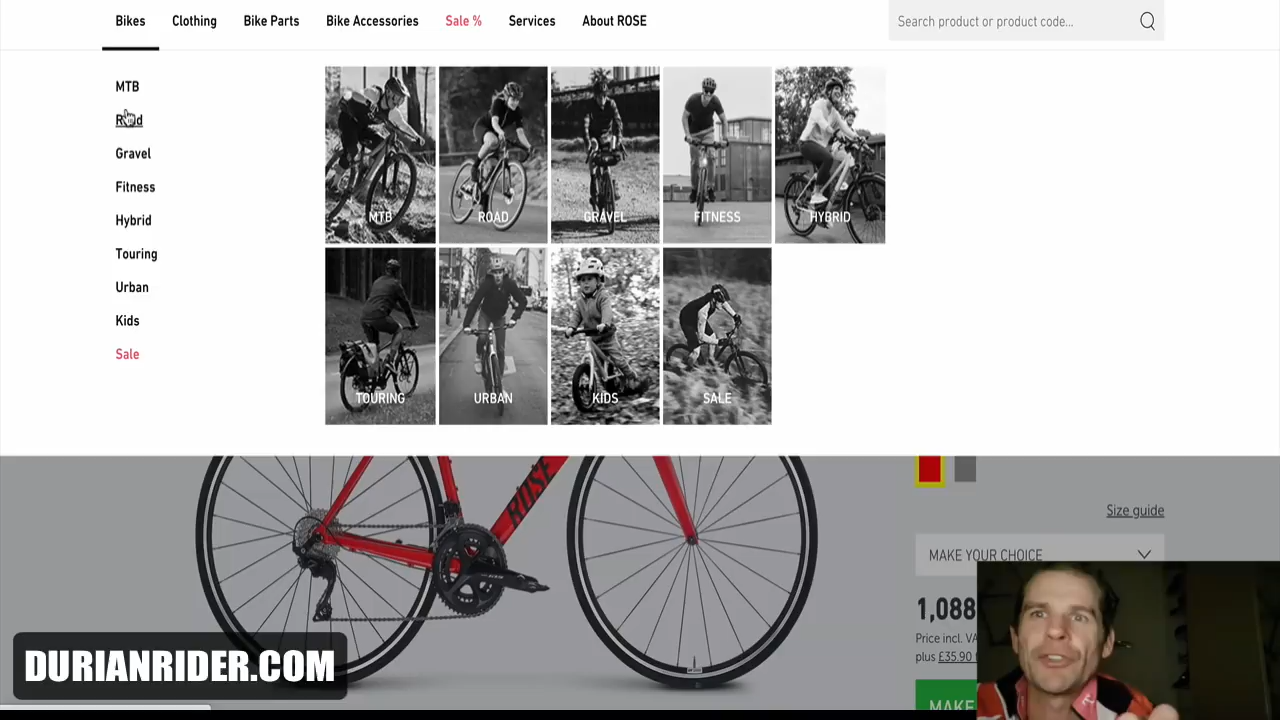 Bikes Clothing Bike Parts Bike Accessories Sale % Services About ROSE Search product or product code...
MTB
Road
Gravel
Fitness
Hybrid
Touring
Urban
Kids
Sale
MTB ROAD GRAVEL FITNESS HYBRID
TOURING URBAN KIDS SALE
ROSE
Size guide
MAKE YOUR CHOICE
1,088
Price incl. VA
plus £35.90
MAKE
DURIANRIDER.COM